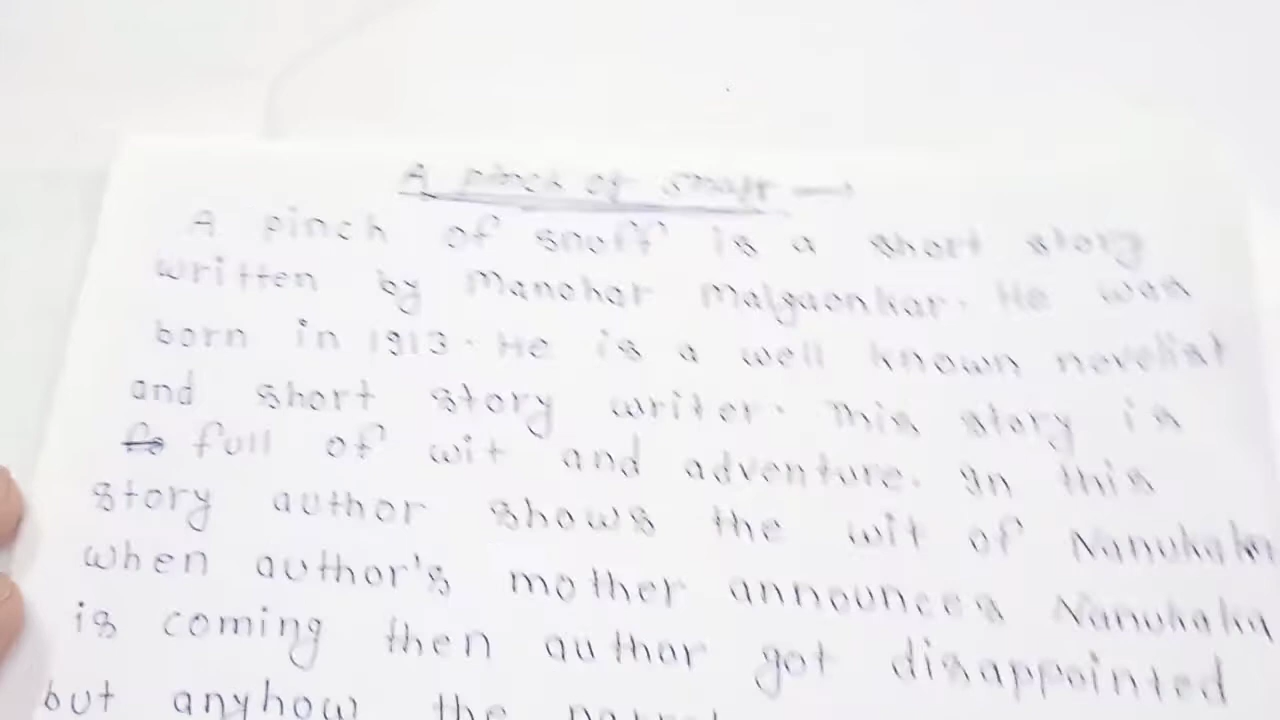 A pinch of snuff →
A pinch of snuff is a short story
written by Manohar Malgaonkar. He was
born in 1913. He is a well known novelist
and short story writer. This story is
full of wit and adventure. In this
story author shows the wit of Nanukaka
when author's mother announces Nanukaka
is coming then author got disappointed
but anyhow the